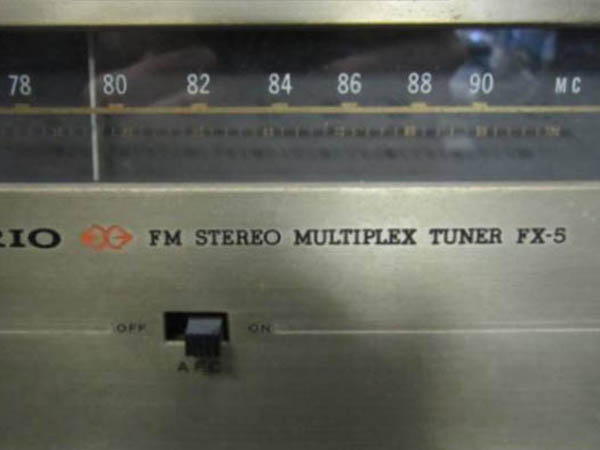 78 80 82 84 86 88 90 MC
RIO FM STEREO MULTIPLEX TUNER FX-5
OFF ON
AFC